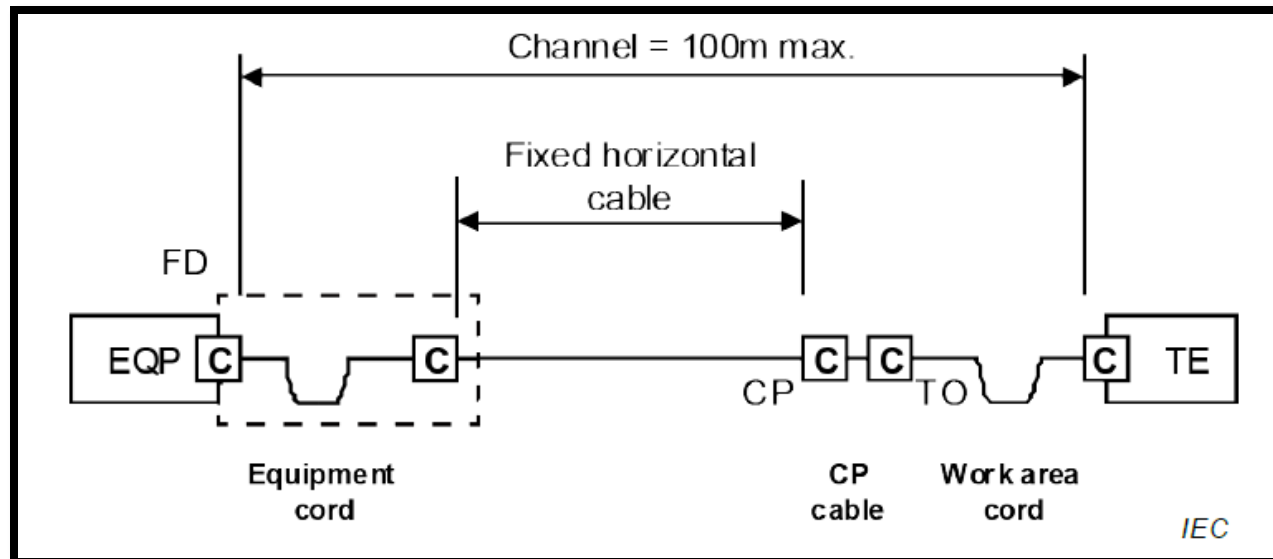 Channel = 100m max.
Fixed horizontal
cable
FD
EQP C C C C C TE
CP TO
Equipment
cord
CP
cable
Work area
cord
IEC